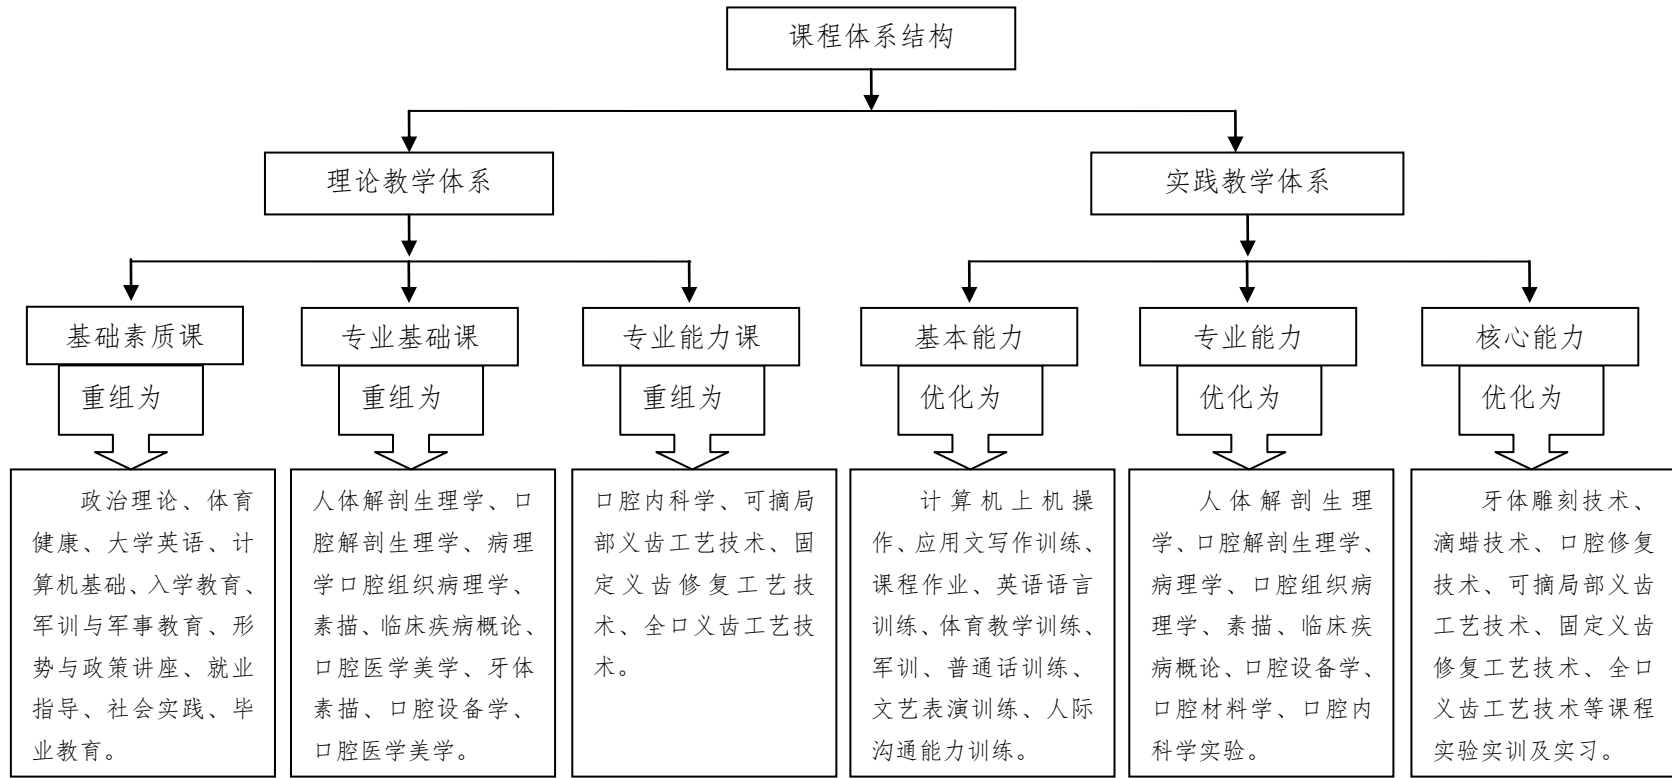 课程体系结构
理论教学体系
实践教学体系
基础素质课
专业基础课
专业能力课
基本能力
专业能力
核心能力
重组为
重组为
重组为
优化为
优化为
优化为
政治理论、体育
健康、大学英语、计
算机基础、入学教育、
军训与军事教育、形
势与政策讲座、就业
指导、社会实践、毕
业教育。
人体解剖生理学、口
腔解剖生理学、病理
学口腔组织病理学、
素描、临床疾病概论、
口腔医学美学、牙体
素描、口腔设备学、
口腔医学美学。
口腔内科学、可摘局
部义齿工艺技术、固
定义齿修复工艺技
术、全口义齿工艺技
术。
计算机上机操
作、应用文写作训练、
课程作业、英语语言
训练、体育教学训练、
军训、普通话训练、
文艺表演训练、人际
沟通能力训练。
人体解剖生理
学、口腔解剖生理学、
病理学、口腔组织病
理学、素描、临床疾
病概论、口腔设备学、
口腔材料学、口腔内
科学实验。
牙体雕刻技术、
滴蜡技术、口腔修复
技术、可摘局部义齿
工艺技术、固定义齿
修复工艺技术、全口
义齿工艺技术等课程
实验实训及实习。